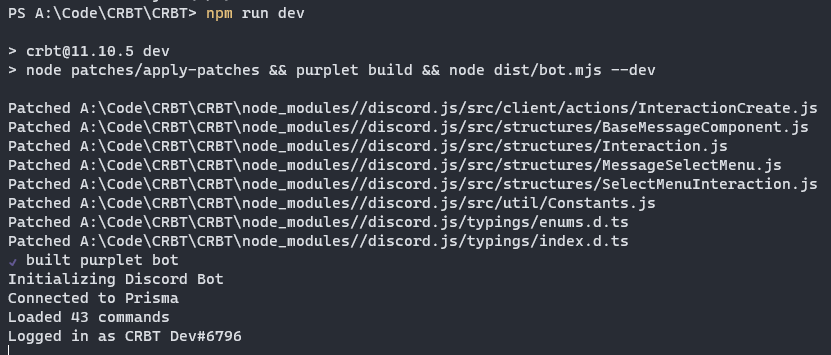 PS A:\Code\CRBT\CRBT> npm run dev
> crbt@11.10.5 dev
> node patches/apply-patches && purplet build && node dist/bot.mjs --dev
Patched A:\Code\CRBT\CRBT\node_modules//discord.js/src/client/actions/InteractionCreate.js
Patched A:\Code\CRBT\CRBT\node_modules//discord.js/src/structures/BaseMessageComponent.js
Patched A:\Code\CRBT\CRBT\node_modules//discord.js/src/structures/Interaction.js
Patched A:\Code\CRBT\CRBT\node_modules//discord.js/src/structures/MessageSelectMenu.js
Patched A:\Code\CRBT\CRBT\node_modules//discord.js/src/structures/SelectMenuInteraction.js
Patched A:\Code\CRBT\CRBT\node_modules//discord.js/src/util/Constants.js
Patched A:\Code\CRBT\CRBT\node_modules//discord.js/typings/enums.d.ts
Patched A:\Code\CRBT\CRBT\node_modules//discord.js/typings/index.d.ts
✓ built purplet bot
Initializing Discord Bot
Connected to Prisma
Loaded 43 commands
Logged in as CRBT Dev#6796